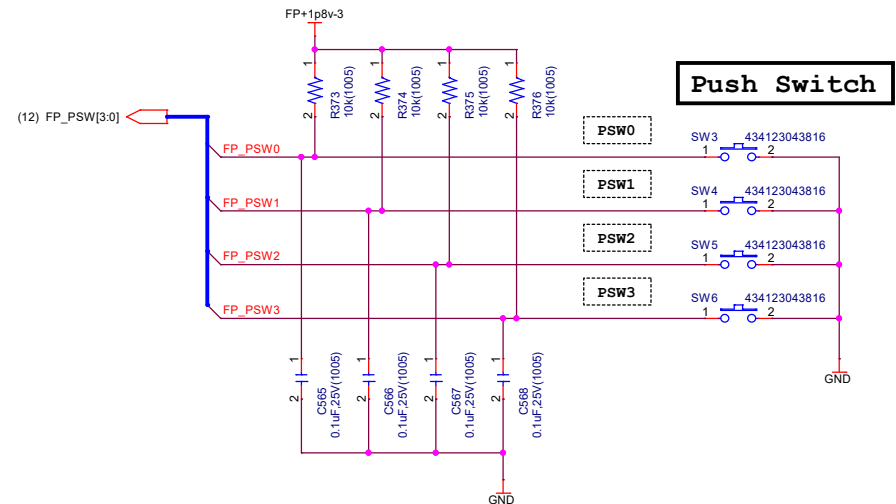 FP+1p8v-3
1 1 1 1
R373
10k(1005)
R374
10k(1005)
R375
10k(1005)
R376
10k(1005)
2 2 2 2
Push Switch
(12) FP_PSW[3:0]
PSW0
FP_PSW0
SW3 434123043816
1 2
PSW1
FP_PSW1
SW4 434123043816
1 2
PSW2
FP_PSW2
SW5 434123043816
1 2
PSW3
FP_PSW3
SW6 434123043816
1 2
GND
1 1 1 1
C565
0.1uF,25V(1005)
C566
0.1uF,25V(1005)
C567
0.1uF,25V(1005)
C568
0.1uF,25V(1005)
2 2 2 2
GND